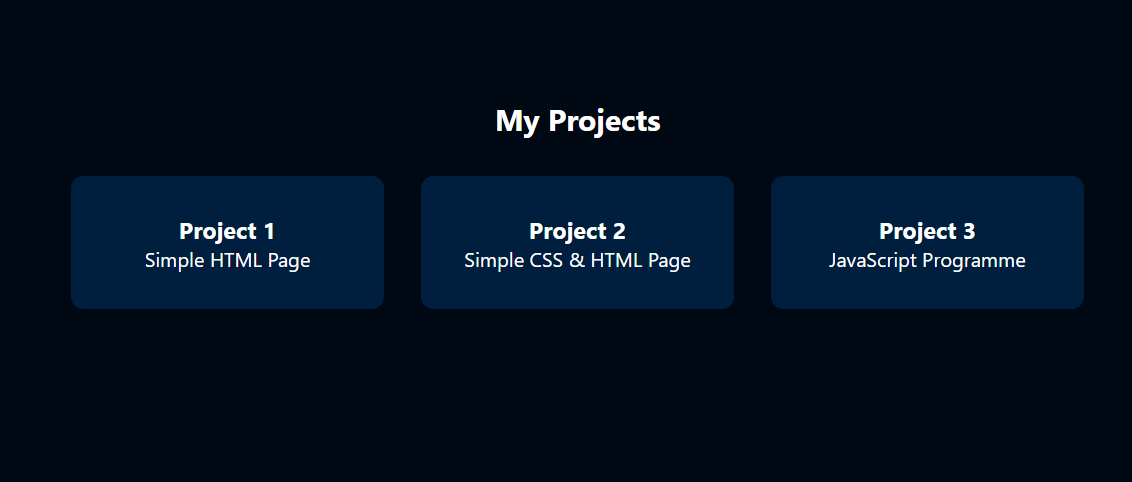 My Projects
Project 1
Simple HTML Page
Project 2
Simple CSS & HTML Page
Project 3
JavaScript Programme